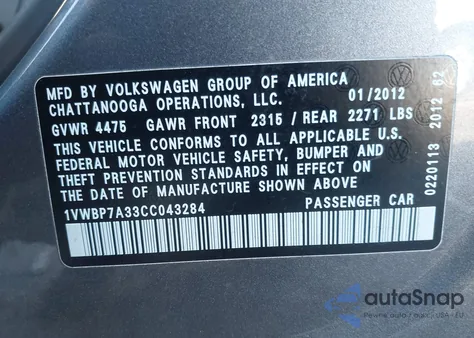 MFD BY VOLKSWAGEN GROUP OF AMERICA 01/2012
CHATTANOOGA OPERATIONS, LLC.
GVWR 4475 GAWR FRONT 2315 / REAR 2271 LBS
THIS VEHICLE CONFORMS TO ALL APPLICABLE U.S.
FEDERAL MOTOR VEHICLE SAFETY, BUMPER AND
THEFT PREVENTION STANDARDS IN EFFECT ON
THE DATE OF MANUFACTURE SHOWN ABOVE.
1VWBP7A33CC043284 PASSENGER CAR
0220113 2012 62
autoSnap